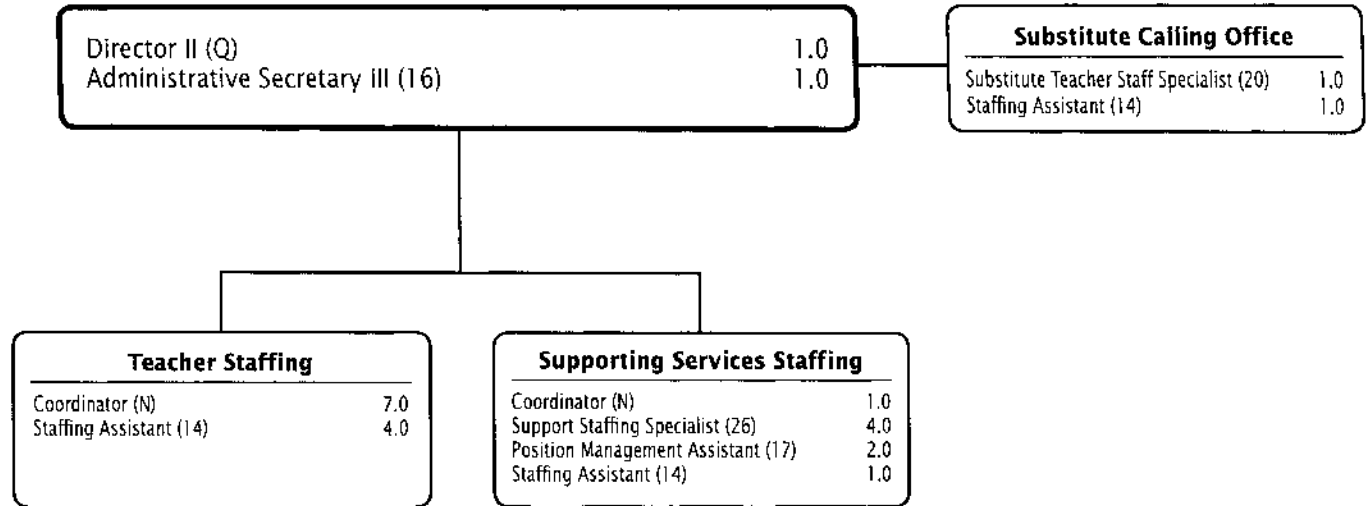 Director II (Q) 1.0
Administrative Secretary III (16) 1.0
Substitute Calling Office
Substitute Teacher Staff Specialist (20) 1.0
Staffing Assistant (14) 1.0
Teacher Staffing
Coordinator (N) 7.0
Staffing Assistant (14) 4.0
Supporting Services Staffing
Coordinator (N) 1.0
Support Staffing Specialist (26) 4.0
Position Management Assistant (17) 2.0
Staffing Assistant (14) 1.0